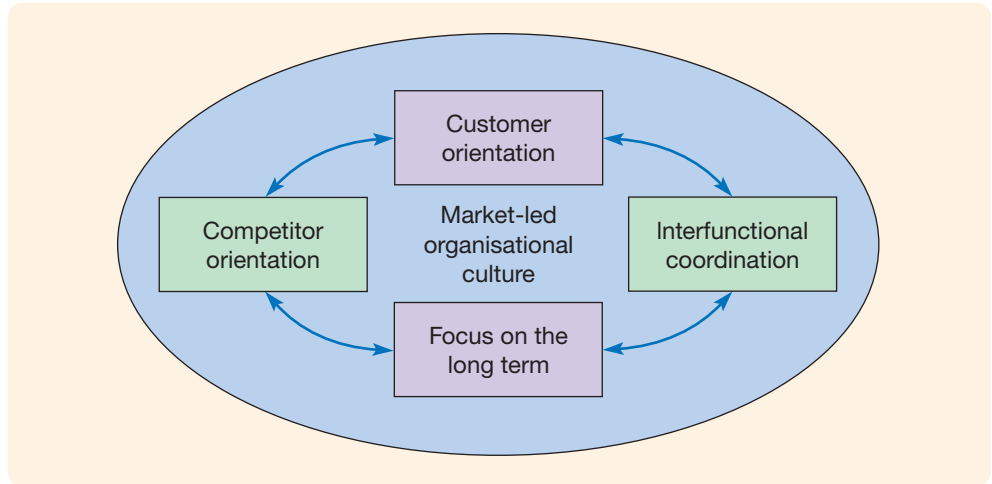 Customer
orientation
Competitor
orientation
Market-led
organisational
culture
Interfunctional
coordination
Focus on the
long term